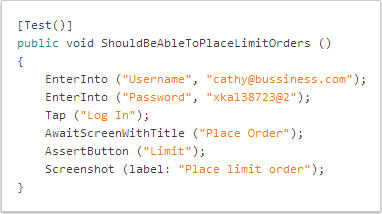 [Test()]
public void ShouldBeAbleToPlaceLimitOrders ()
{
EnterInto ("Username", "cathy@bussiness.com");
EnterInto ("Password", "xkal38723@2");
Tap ("Log In");
AwaitScreenWithTitle ("Place Order");
AssertButton ("Limit");
Screenshot (label: "Place limit order");
}